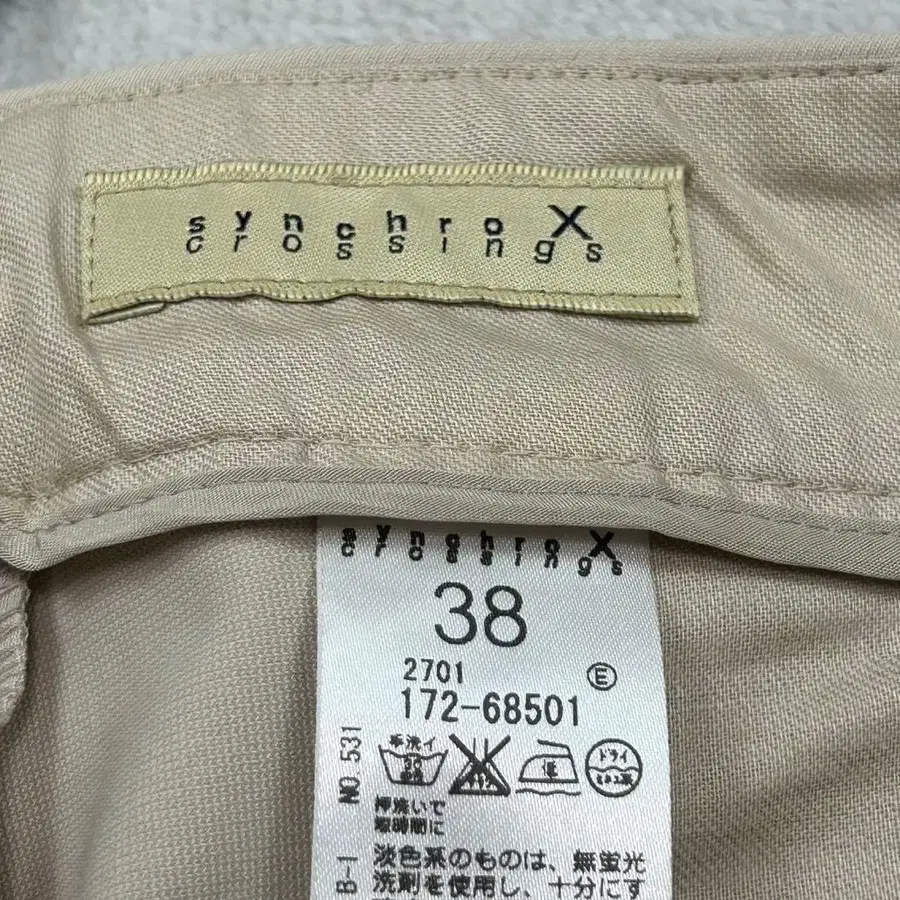 synchro X
crossings
synchro X
crossings
38
2701 E
172-68501
手洗イ
ドライ
NO. 531
押洗いで
短時間に
B-1
淡色系のものは、無蛍光
洗剤を使用し、十分にす